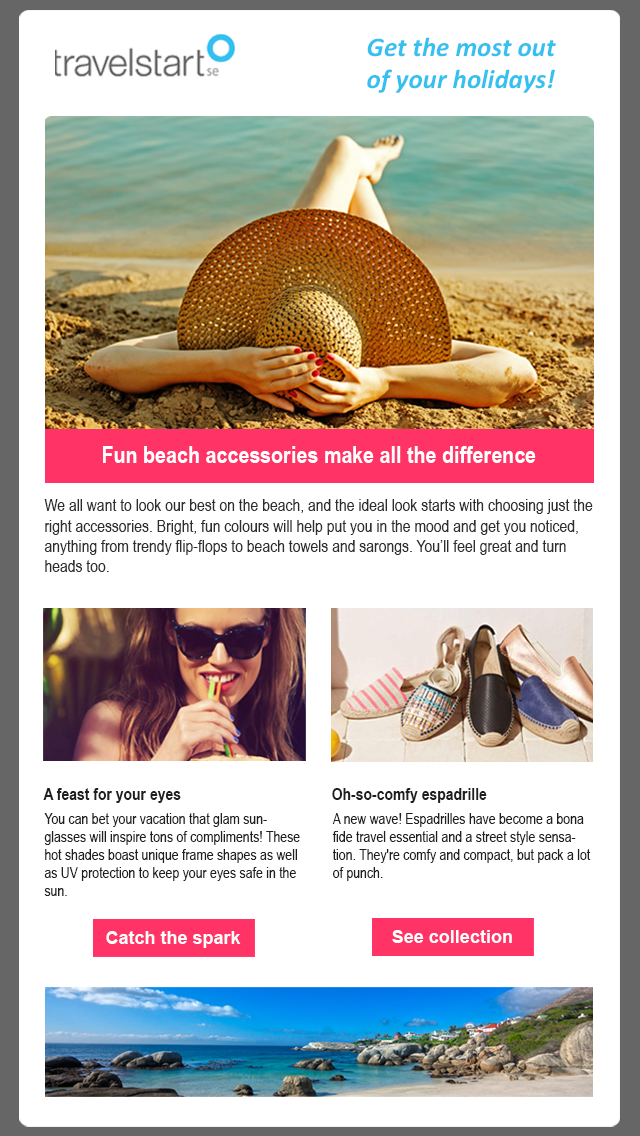 travelstart se
Get the most out
of your holidays!
Fun beach accessories make all the difference
We all want to look our best on the beach, and the ideal look starts with choosing just the
right accessories. Bright, fun colours will help put you in the mood and get you noticed,
anything from trendy flip-flops to beach towels and sarongs. You’ll feel great and turn
heads too.
A feast for your eyes
You can bet your vacation that glam sun-
glasses will inspire tons of compliments! These
hot shades boast unique frame shapes as well
as UV protection to keep your eyes safe in the
sun.
Catch the spark
Oh-so-comfy espadrille
A new wave! Espadrilles have become a bona
fide travel essential and a street style sensa-
tion. They're comfy and compact, but pack a lot
of punch.
See collection